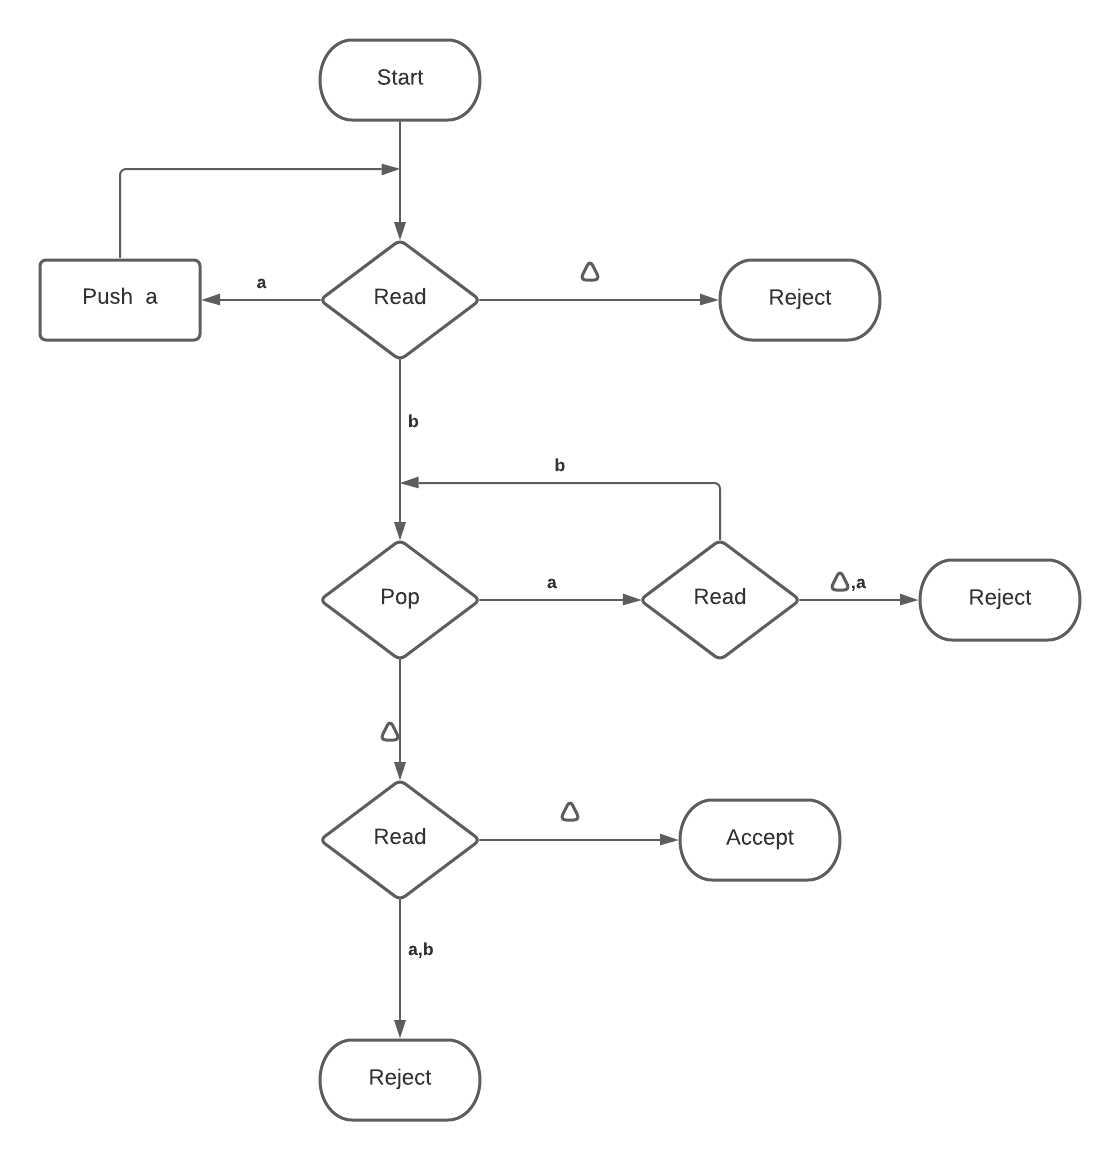 Start
Push a
a
Read
Δ
Reject
b
b
Pop
a
Read
Δ,a
Reject
Δ
Read
Δ
Accept
a,b
Reject